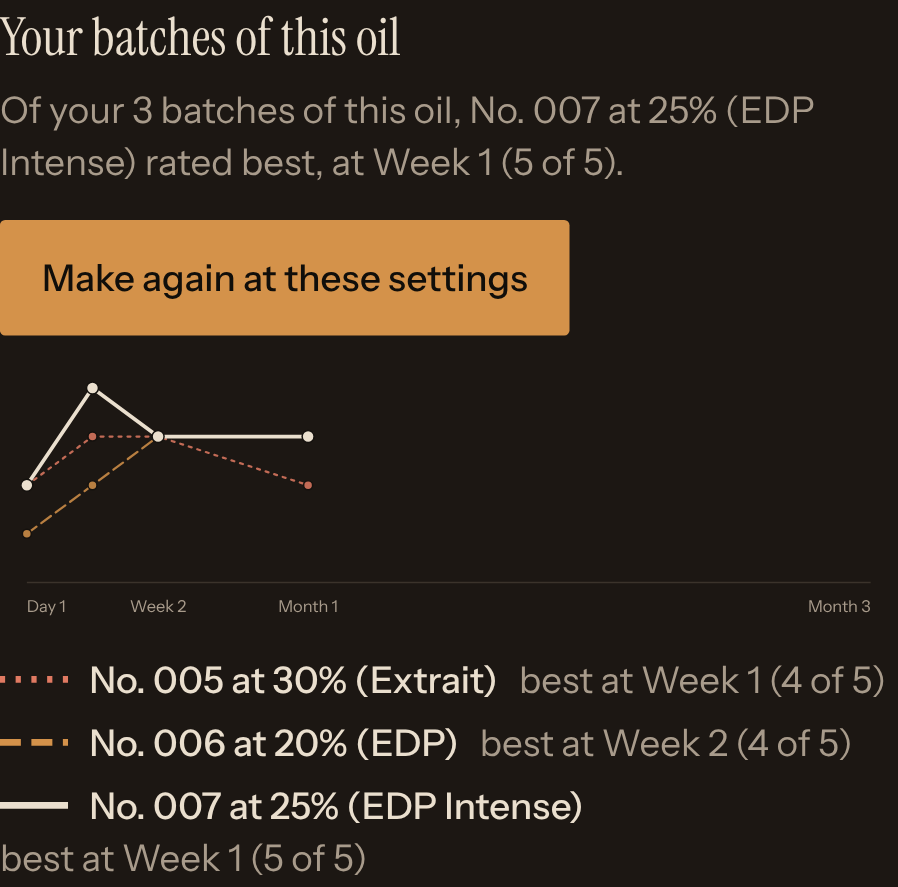 Your batches of this oil
Of your 3 batches of this oil, No. 007 at 25% (EDP
Intense) rated best, at Week 1 (5 of 5).
Make again at these settings
Day 1 Week 2 Month 1 Month 3
No. 005 at 30% (Extrait) best at Week 1 (4 of 5)
No. 006 at 20% (EDP) best at Week 2 (4 of 5)
No. 007 at 25% (EDP Intense)
best at Week 1 (5 of 5)